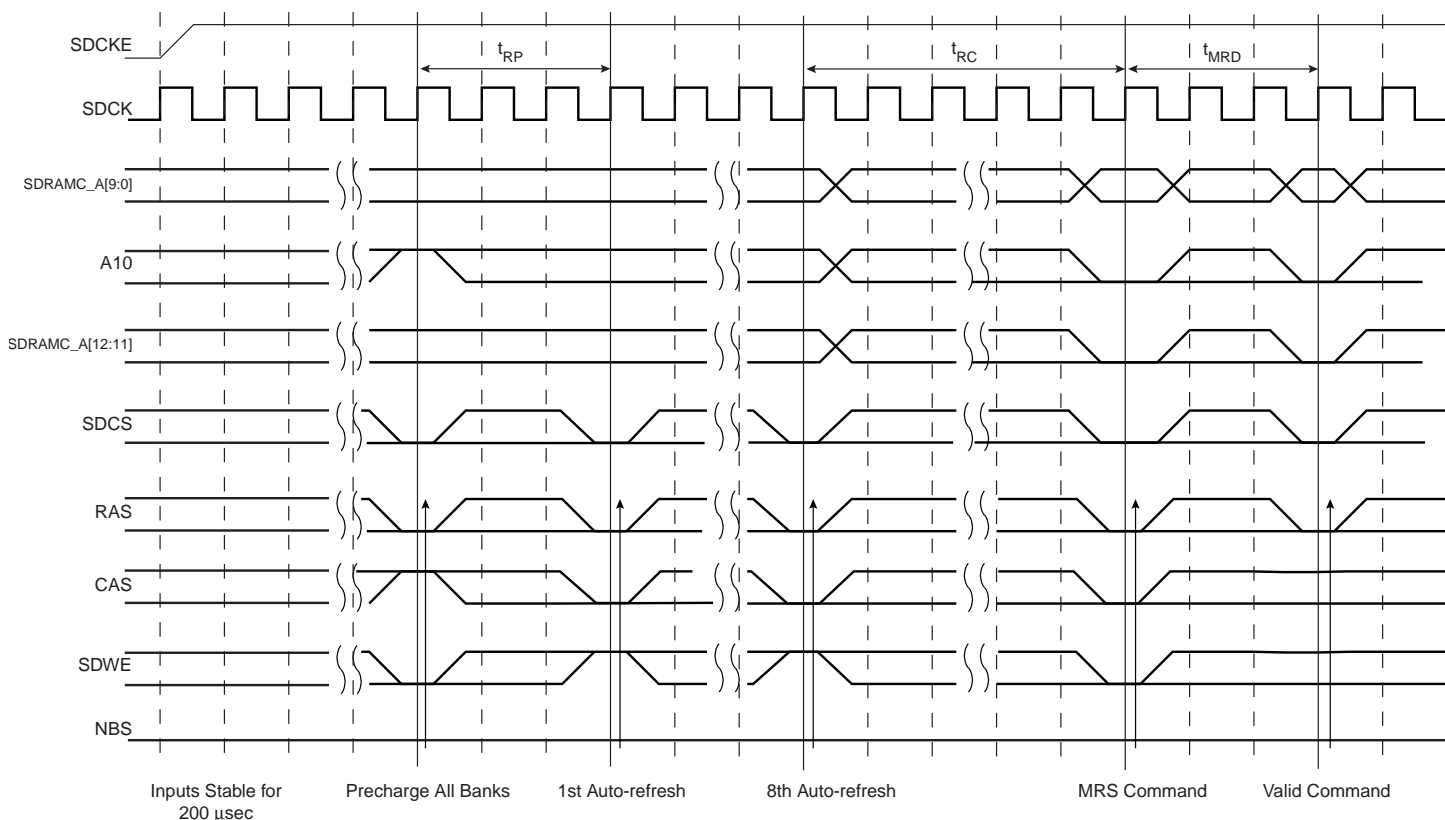 SDCKE
tRP
tRC
tMRD
SDCK
SDRAMC_A[9:0]
A10
SDRAMC_A[12:11]
SDCS
RAS
CAS
SDWE
NBS
Inputs Stable for
200 μsec
Precharge All Banks
1st Auto-refresh
8th Auto-refresh
MRS Command
Valid Command